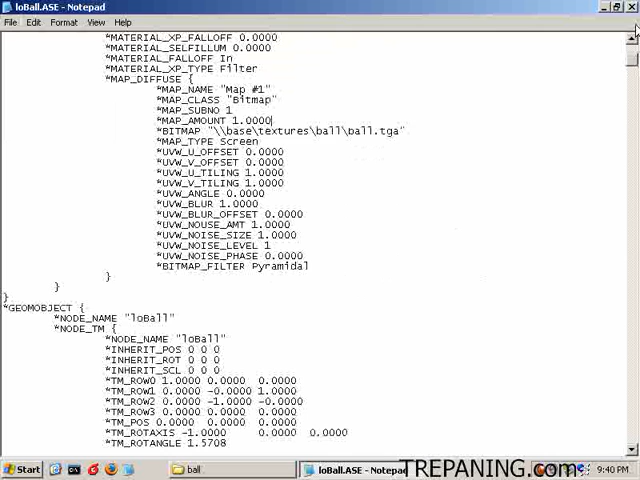 loBall.ASE - Notepad
File Edit Format View Help
*MATERIAL_XP_FALLOFF 0.0000
*MATERIAL_SELFILLUM 0.0000
*MATERIAL_FALLOFF In
*MATERIAL_XP_TYPE Filter
*MAP_DIFFUSE {
*MAP_NAME "Map #1"
*MAP_CLASS "Bitmap"
*MAP_SUBNO 1
*MAP_AMOUNT 1.0000
*BITMAP "\\base\textures\ball\ball.tga"
*MAP_TYPE Screen
*UVW_U_OFFSET 0.0000
*UVW_V_OFFSET 0.0000
*UVW_U_TILING 1.0000
*UVW_V_TILING 1.0000
*UVW_ANGLE 0.0000
*UVW_BLUR 1.0000
*UVW_BLUR_OFFSET 0.0000
*UVW_NOUSE_AMT 1.0000
*UVW_NOISE_SIZE 1.0000
*UVW_NOISE_LEVEL 1
*UVW_NOISE_PHASE 0.0000
*BITMAP_FILTER Pyramidal
}
}
}
*GEOMOBJECT {
*NODE_NAME "loBall"
*NODE_TM {
*NODE_NAME "loBall"
*INHERIT_POS 0 0 0
*INHERIT_ROT 0 0 0
*INHERIT_SCL 0 0 0
*TM_ROW0 1.0000 0.0000 0.0000
*TM_ROW1 0.0000 -0.0000 1.0000
*TM_ROW2 0.0000 -1.0000 -0.0000
*TM_ROW3 0.0000 0.0000 0.0000
*TM_POS 0.0000 0.0000 0.0000
*TM_ROTAXIS -1.0000 0.0000 0.0000
*TM_ROTANGLE 1.5708
Start ball loBall.ASE - Notepad 9:40 PM
TREPANING.com